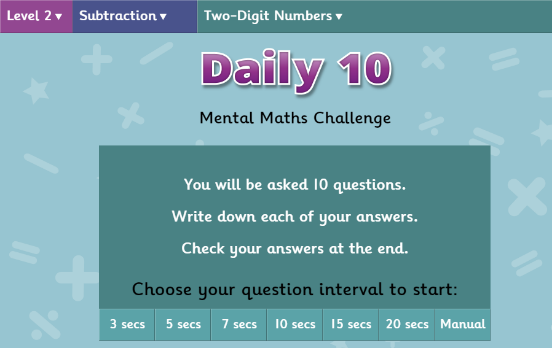 Level 2 ▾ Subtraction ▾ Two-Digit Numbers ▾
Daily 10
Mental Maths Challenge
You will be asked 10 questions.
Write down each of your answers.
Check your answers at the end.
Choose your question interval to start:
3 secs 5 secs 7 secs 10 secs 15 secs 20 secs Manual